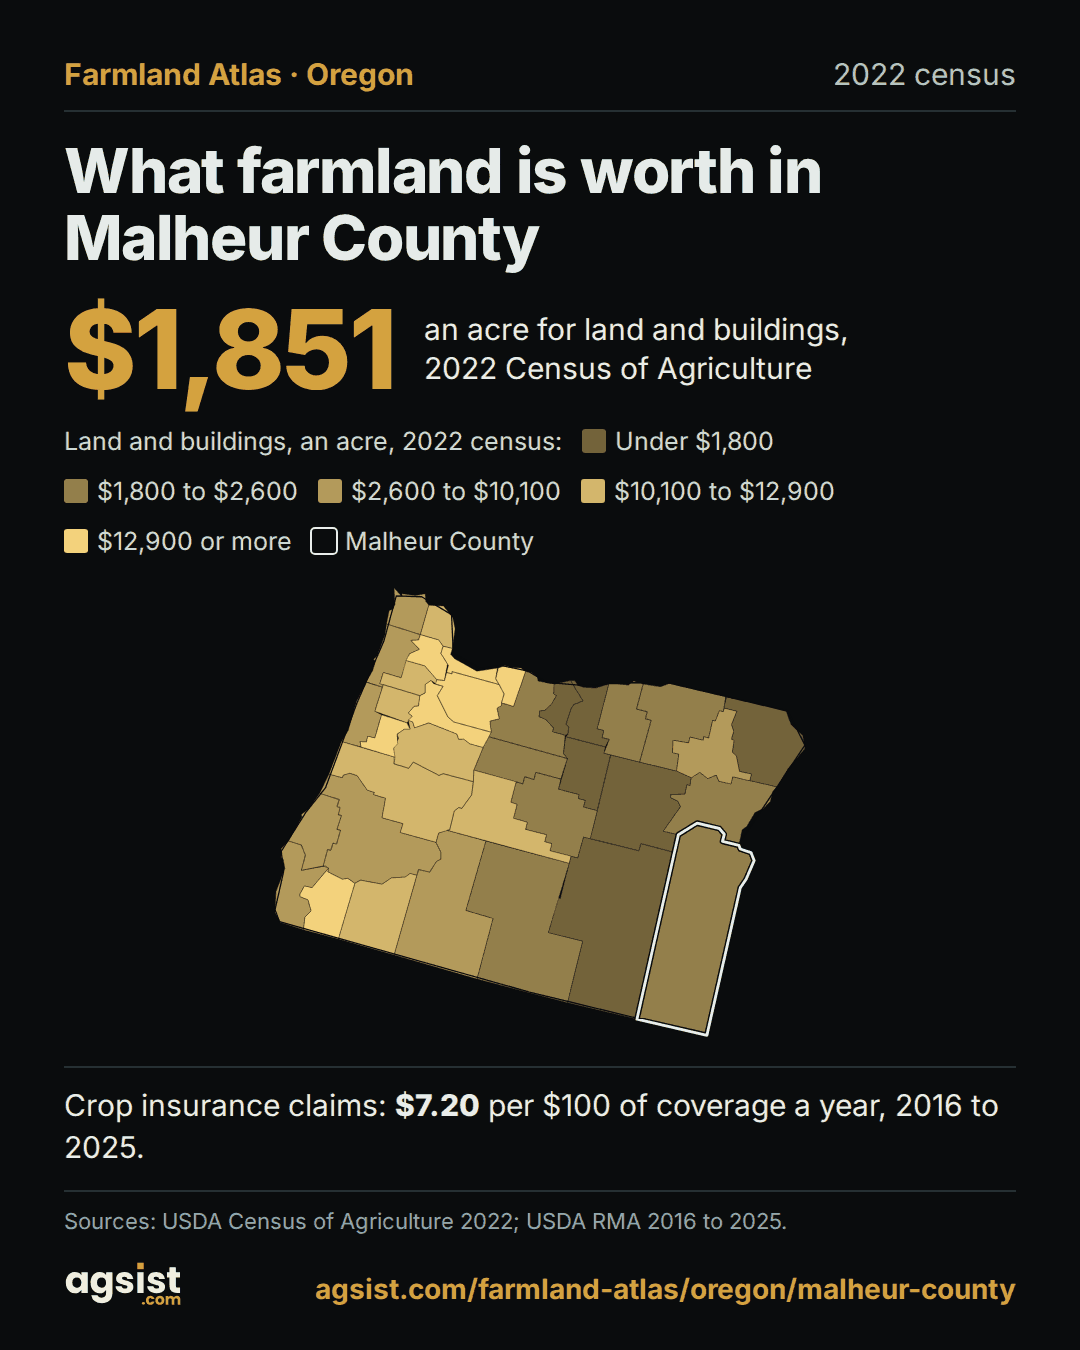 Farmland Atlas · Oregon
2022 census
What farmland is worth in
Malheur County
$1,851
an acre for land and buildings,
2022 Census of Agriculture
Land and buildings, an acre, 2022 census: Under $1,800
$1,800 to $2,600 $2,600 to $10,100 $10,100 to $12,900
$12,900 or more Malheur County
Crop insurance claims: $7.20 per $100 of coverage a year, 2016 to
2025.
Sources: USDA Census of Agriculture 2022; USDA RMA 2016 to 2025.
agsist
.com
agsist.com/farmland-atlas/oregon/malheur-county